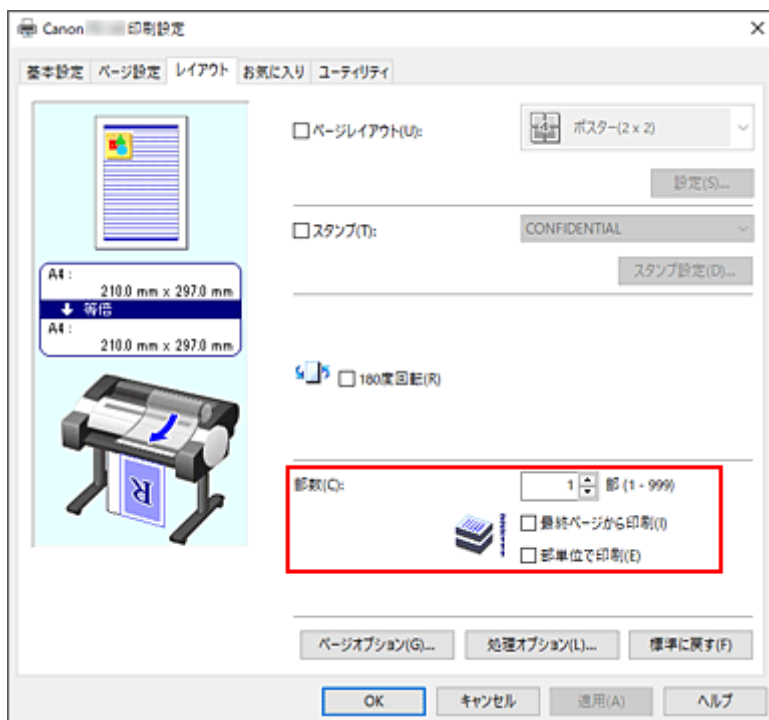 Canon 印刷設定
基本設定 ページ設定 レイアウト お気に入り ユーティリティ
ページレイアウト(U): ポスター(2 x 2)
設定(S)...
スタンプ(T): CONFIDENTIAL
スタンプ設定(D)...
A4 :
210.0 mm x 297.0 mm
等倍
A4 :
210.0 mm x 297.0 mm
180度回転(R)
部数(C): 1 部 (1 - 999)
最終ページから印刷(I)
部単位で印刷(E)
R
ページオプション(G)... 処理オプション(L)... 標準に戻す(F)
OK キャンセル 適用(A) ヘルプ